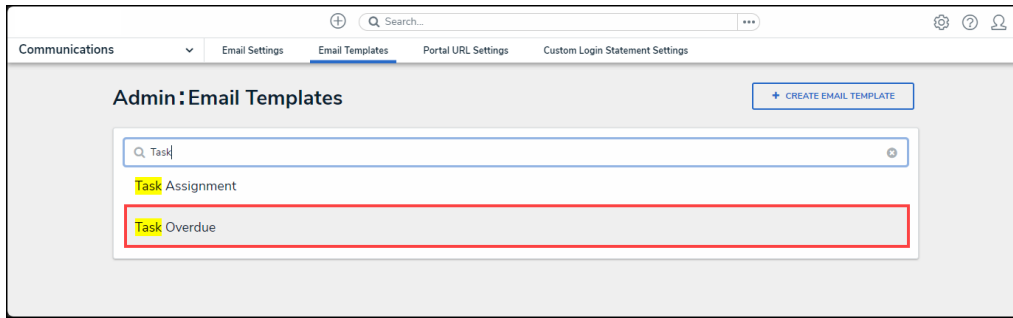 Search...
Communications Email Settings Email Templates Portal URL Settings Custom Login Statement Settings
Admin:Email Templates
+ CREATE EMAIL TEMPLATE
Task
Task Assignment
Task Overdue